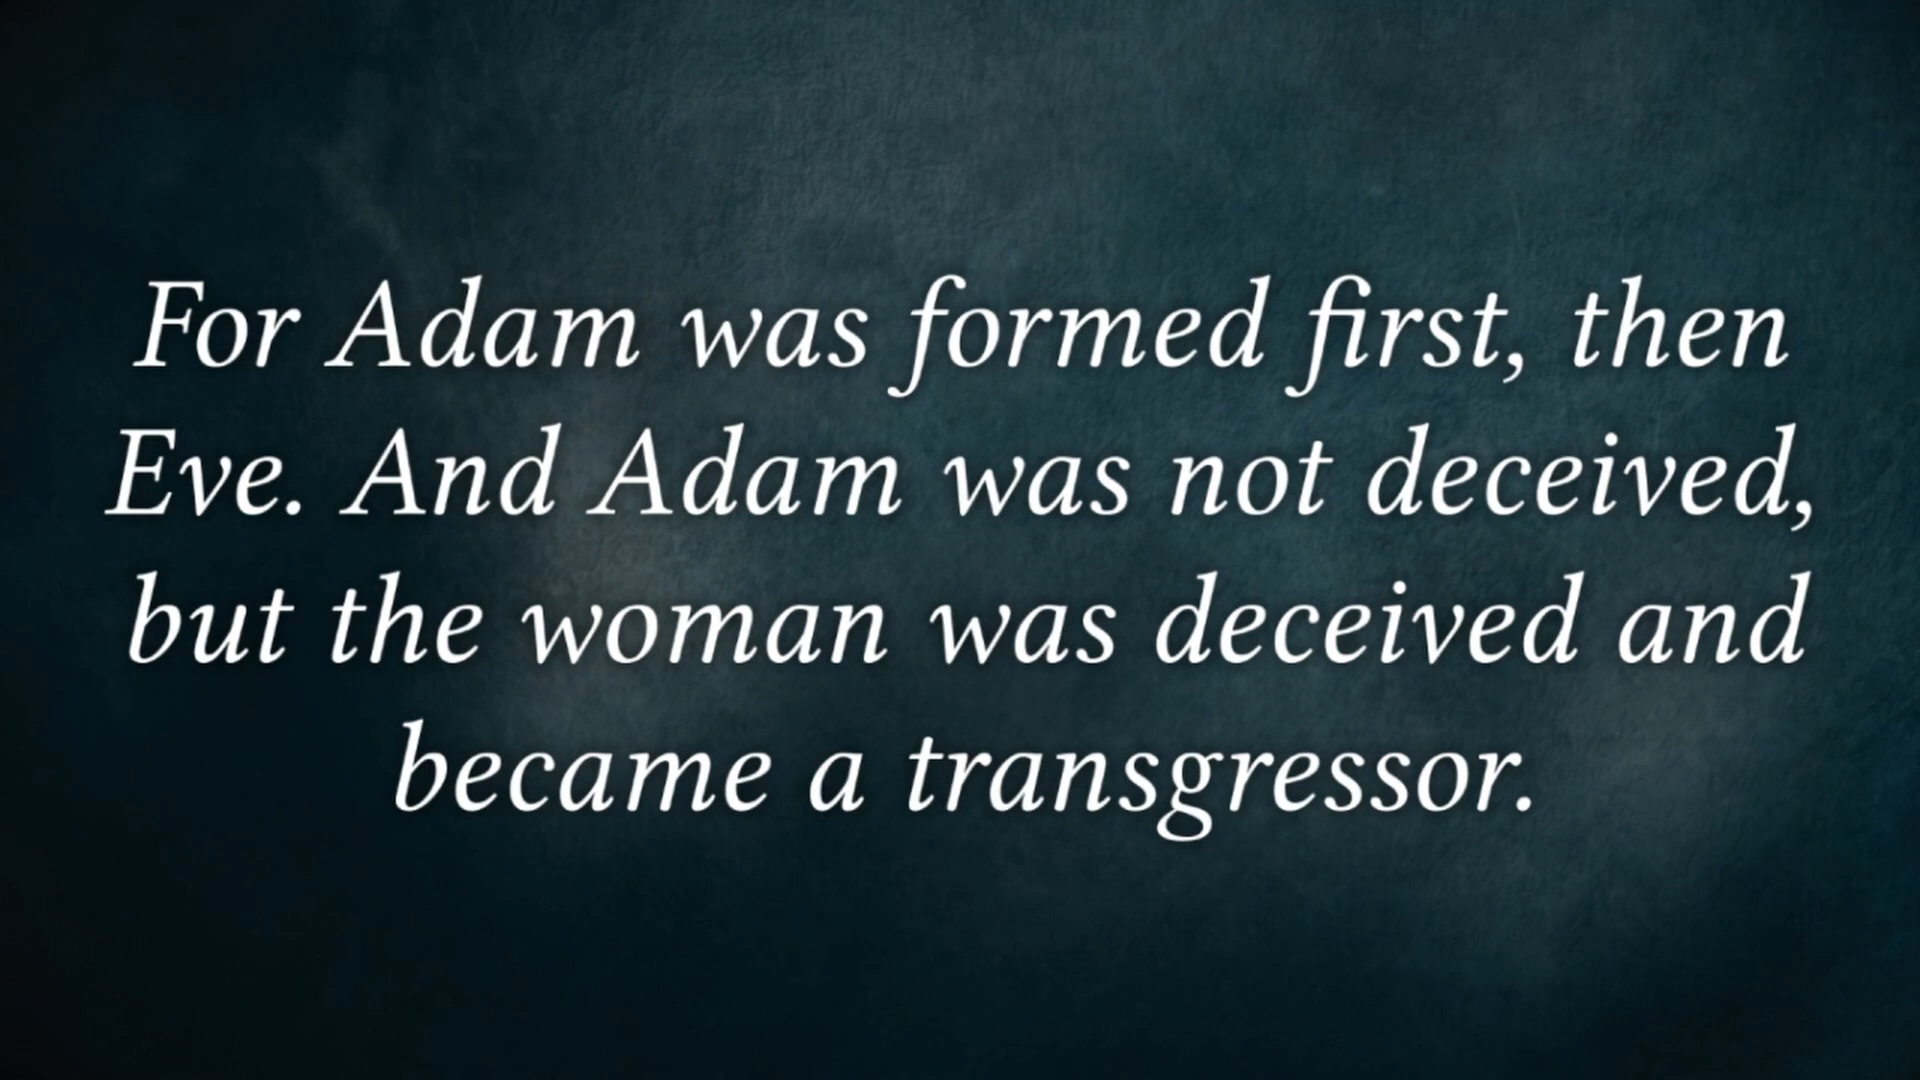 For Adam was formed first, then
Eve. And Adam was not deceived,
but the woman was deceived and
became a transgressor.